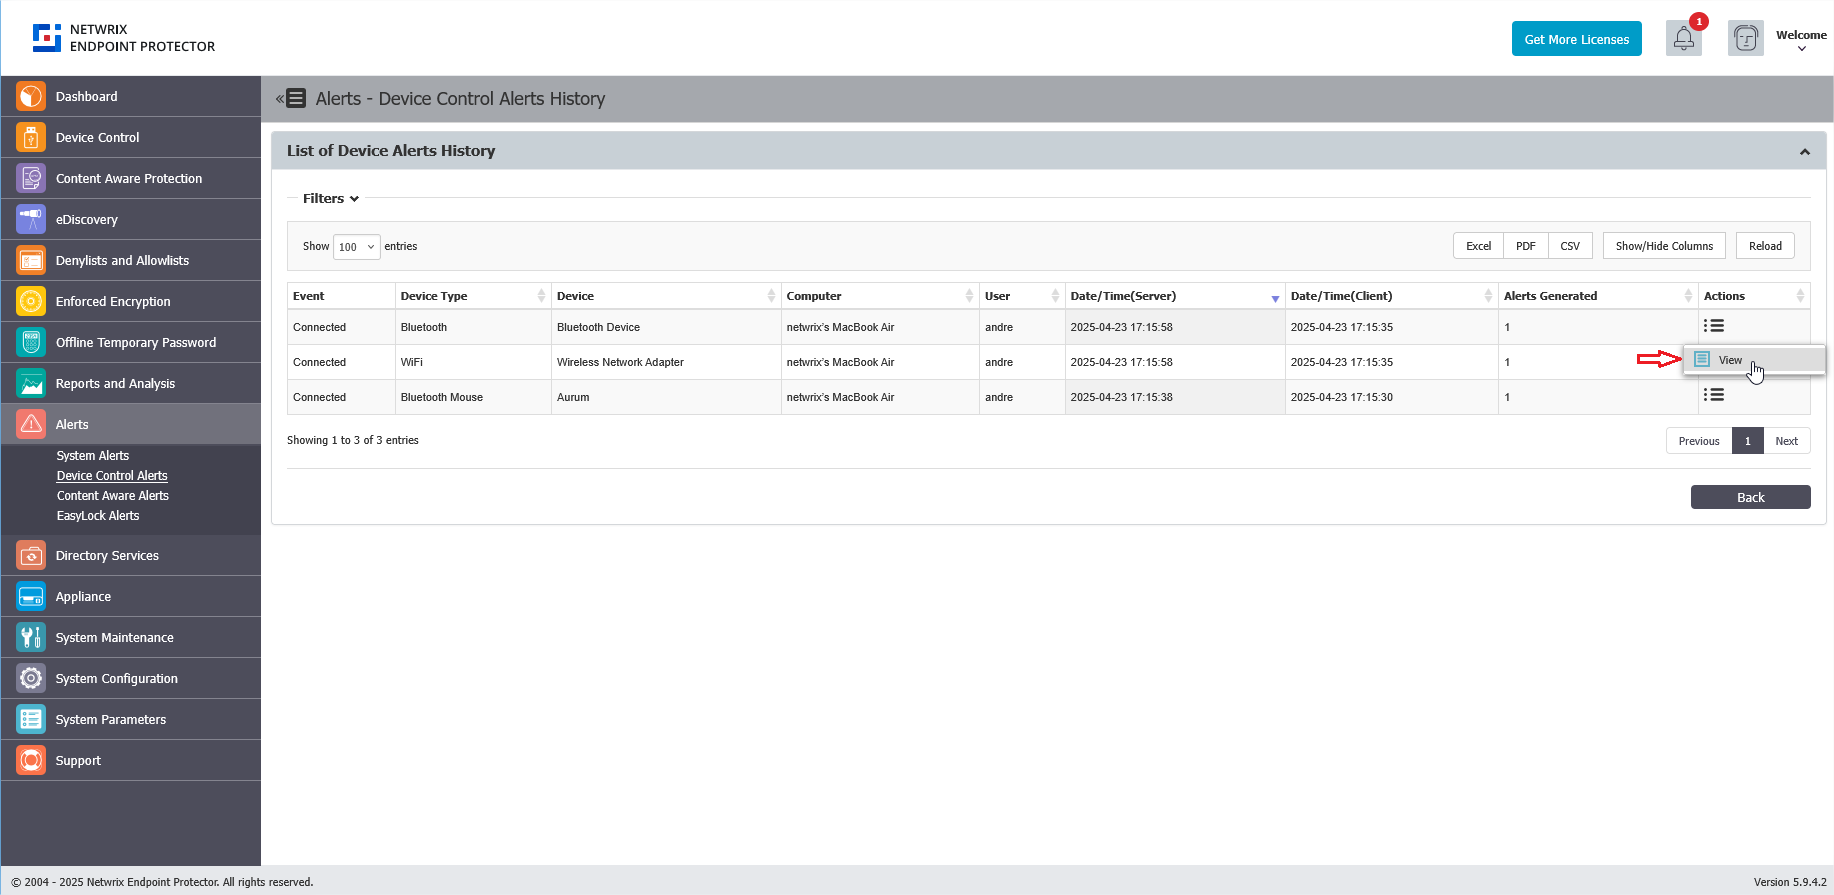 NETWRIX
ENDPOINT PROTECTOR
Get More Licenses
1
Welcome
Dashboard
Device Control
Content Aware Protection
eDiscovery
Denylists and Allowlists
Enforced Encryption
Offline Temporary Password
Reports and Analysis
Alerts
System Alerts
Device Control Alerts
Content Aware Alerts
EasyLock Alerts
Directory Services
Appliance
System Maintenance
System Configuration
System Parameters
Support
« Alerts - Device Control Alerts History
List of Device Alerts History
Filters
Show 100 entries Excel PDF CSV Show/Hide Columns Reload
Event Device Type Device Computer User Date/Time(Server) Date/Time(Client) Alerts Generated Actions
Connected Bluetooth Bluetooth Device netwrix's MacBook Air andre 2025-04-23 17:15:58 2025-04-23 17:15:35 1
Connected WiFi Wireless Network Adapter netwrix's MacBook Air andre 2025-04-23 17:15:58 2025-04-23 17:15:35 1
View
Connected Bluetooth Mouse Aurum netwrix's MacBook Air andre 2025-04-23 17:15:38 2025-04-23 17:15:30 1
Showing 1 to 3 of 3 entries Previous 1 Next
Back
© 2004 - 2025 Netwrix Endpoint Protector. All rights reserved. Version 5.9.4.2